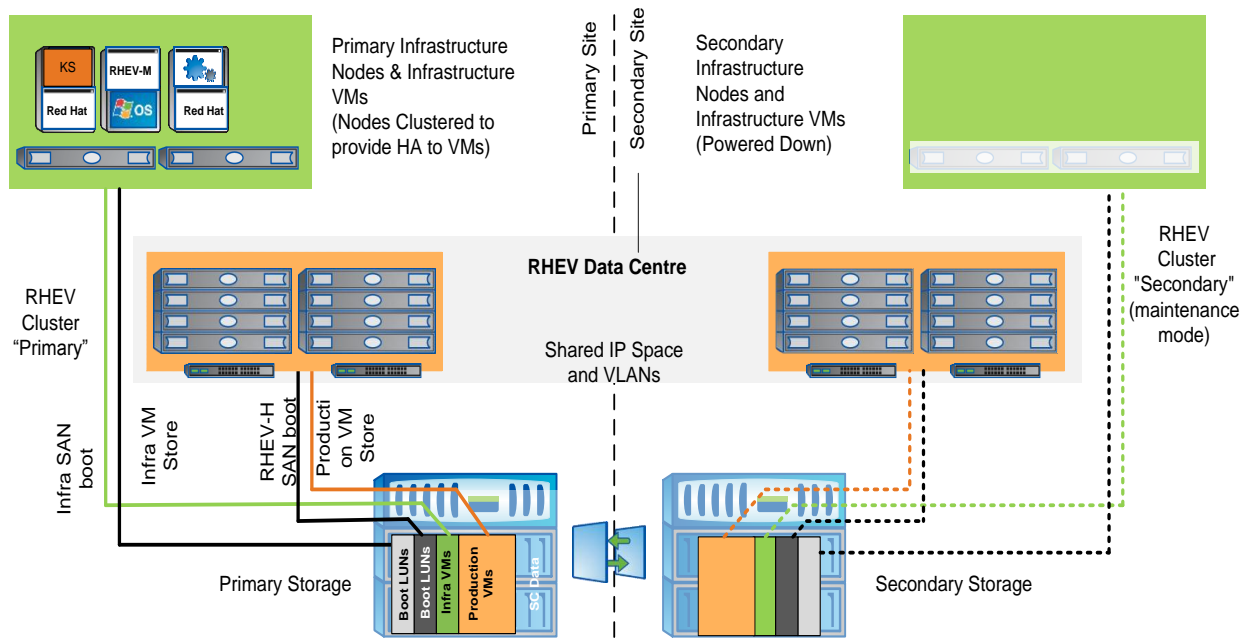 KS
Red Hat
RHEV-M
OS
Red Hat
Primary Infrastructure
Nodes & Infrastructure
VMs
(Nodes Clustered to
provide HA to VMs)
Primary Site
Secondary Site
Secondary
Infrastructure
Nodes and
Infrastructure VMs
(Powered Down)
RHEV
Cluster
“Primary”
RHEV Data Centre
Shared IP Space
and VLANs
RHEV
Cluster
"Secondary"
(maintenance
mode)
Infra SAN
boot
Infra VM
Store
RHEV-H
SAN boot
Producti
on VM
Store
Primary Storage
Boot LUNs
Boot LUNs
Infra VMs
Production
VMs
SC Data
Secondary Storage